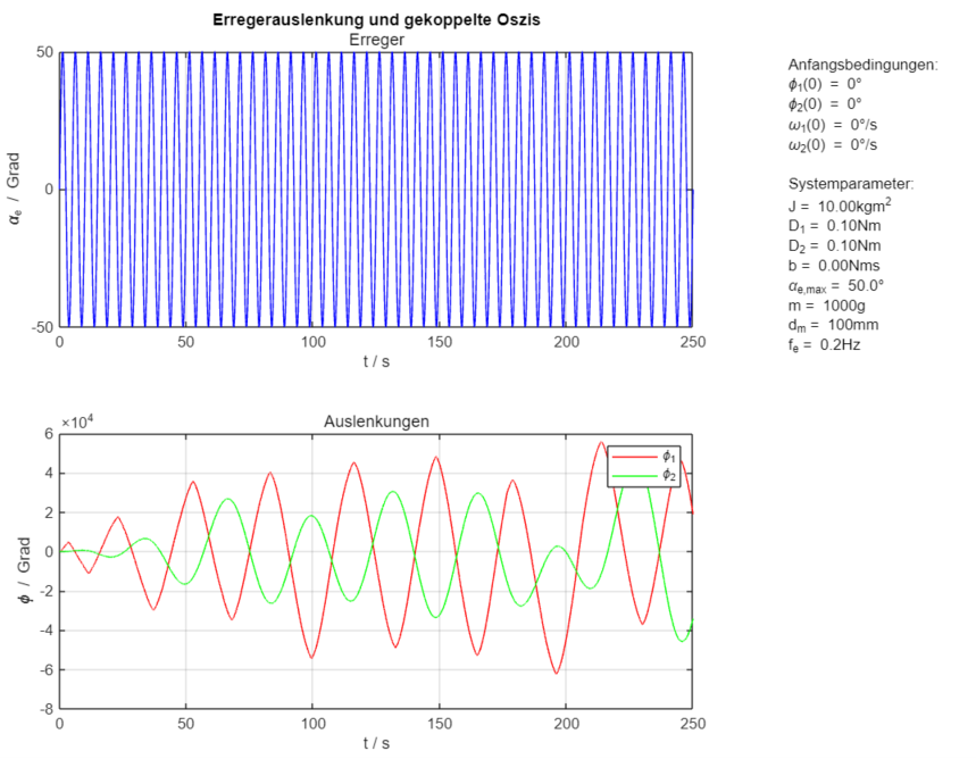 Erregerauslenkung und gekoppelte Oszis
Erreger
50
0
-50
αe / Grad
0 50 100 150 200 250
t / s
Anfangsbedingungen:
ϕ1(0) = 0°
ϕ2(0) = 0°
ω1(0) = 0°/s
ω2(0) = 0°/s
Systemparameter:
J = 10.00kgm²
D1 = 0.10Nm
D2 = 0.10Nm
b = 0.00Nms
αe,max = 50.0°
m = 1000g
dm = 100mm
fe = 0.2Hz
×10⁴
Auslenkungen
6
4
2
0
-2
-4
-6
-8
ϕ / Grad
ϕ1
ϕ2
0 50 100 150 200 250
t / s